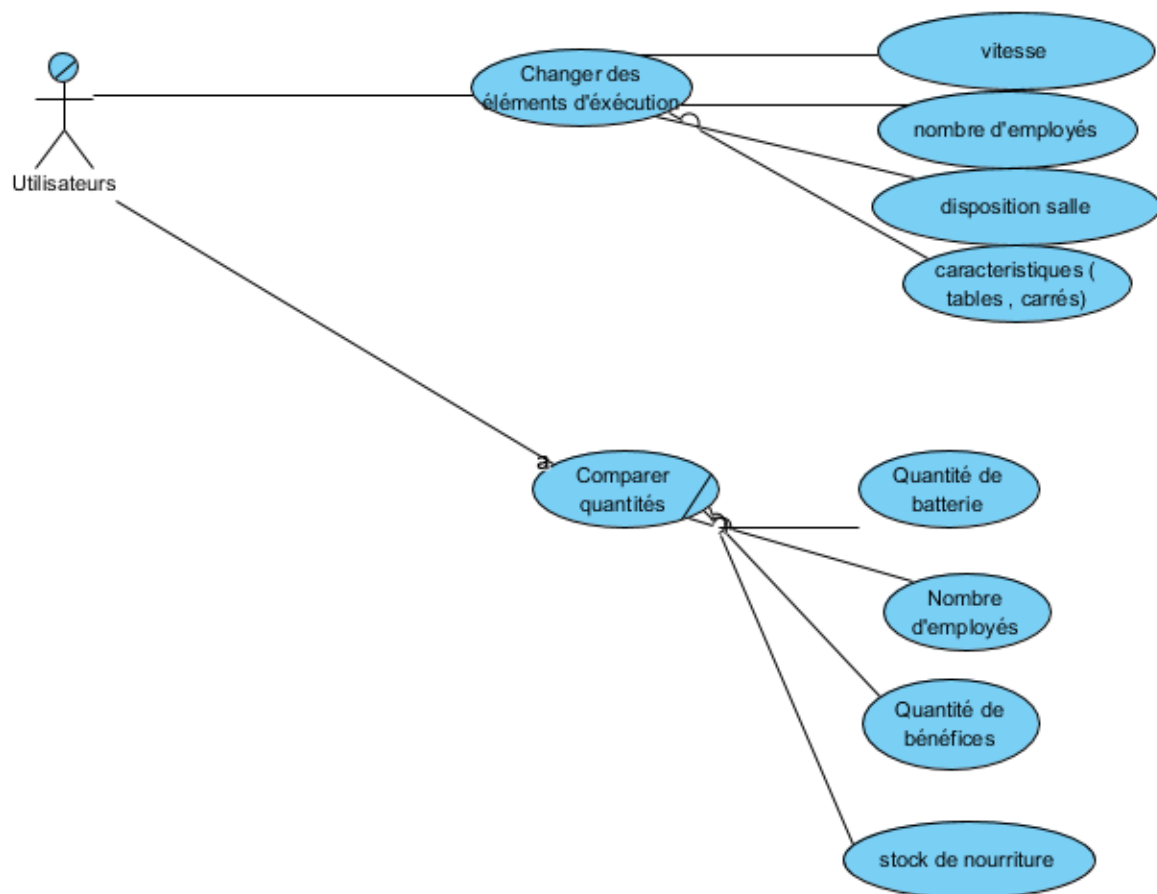 vitesse
Changer des
éléments d'éxécution
nombre d'employés
Utilisateurs
disposition salle
caracteristiques (
tables , carrés)
a
Comparer
quantités
Quantité de
batterie
Nombre
d'employés
Quantité de
bénéfices
stock de nourriture